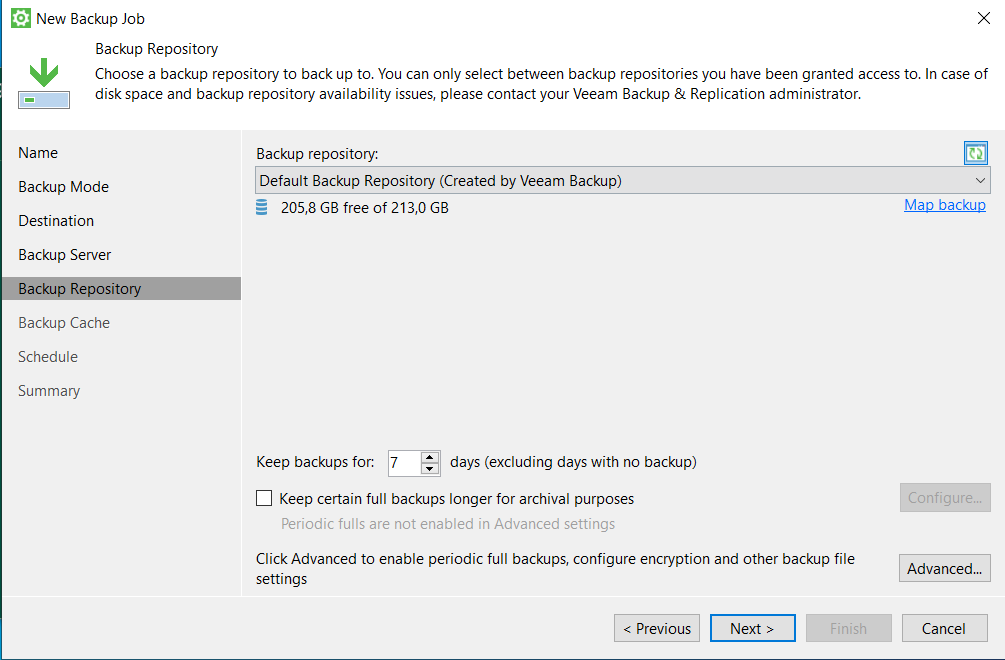 New Backup Job
Backup Repository
Choose a backup repository to back up to. You can only select between backup repositories you have been granted access to. In case of
disk space and backup repository availability issues, please contact your Veeam Backup & Replication administrator.
Name
Backup Mode
Destination
Backup Server
Backup Repository
Backup Cache
Schedule
Summary
Backup repository:
Default Backup Repository (Created by Veeam Backup)
205,8 GB free of 213,0 GB
Map backup
Keep backups for: 7 days (excluding days with no backup)
Keep certain full backups longer for archival purposes
Configure...
Periodic fulls are not enabled in Advanced settings
Click Advanced to enable periodic full backups, configure encryption and other backup file
settings
Advanced...
< Previous
Next >
Finish
Cancel